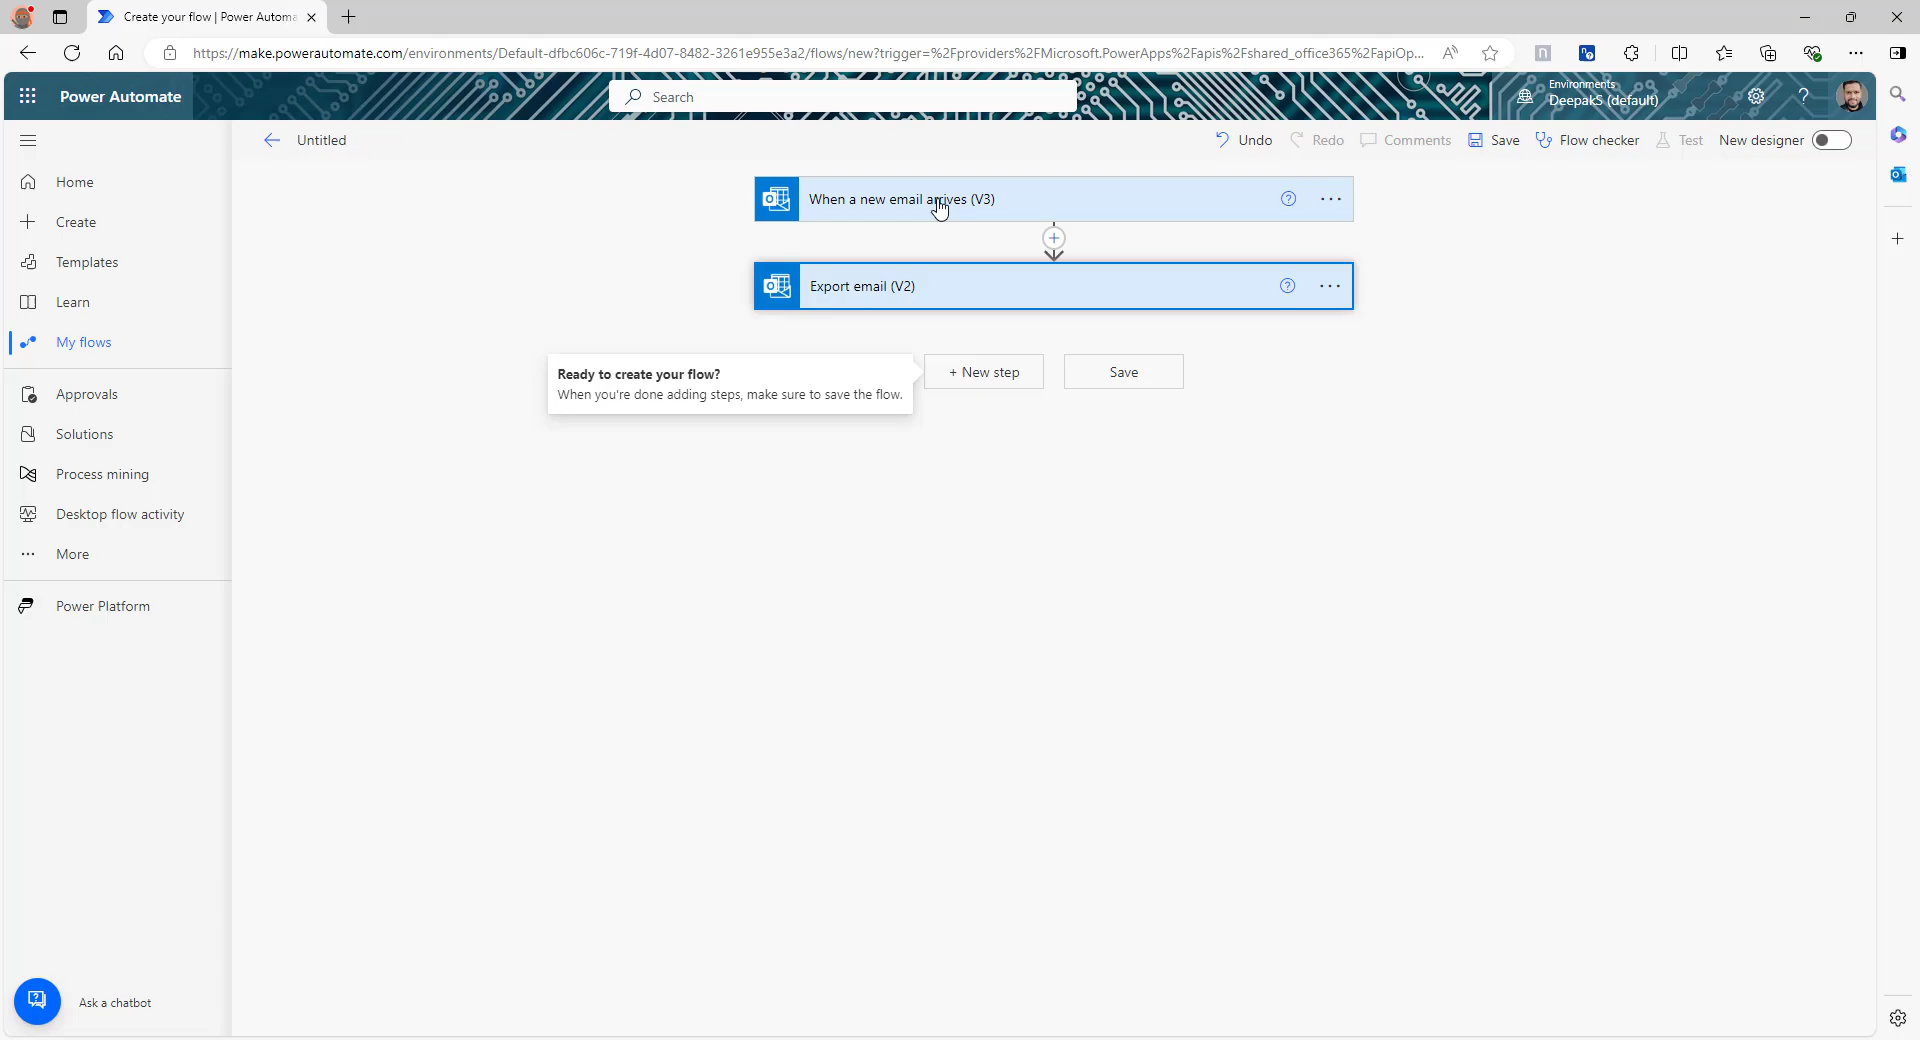 Create your flow | Power Automa
https://make.powerautomate.com/environments/Default-dfbc606c-719f-4d07-8482-3261e955e3a2/flows/new?trigger=%2Fproviders%2FMicrosoft.PowerApps%2Fapis%2Fshared_office365%2FapiOp...
Power Automate
Search
Environments
DeepakS (default)
Untitled
Undo
Redo
Comments
Save
Flow checker
Test
New designer
Home
Create
Templates
Learn
My flows
Approvals
Solutions
Process mining
Desktop flow activity
More
Power Platform
Ask a chatbot
When a new email arrives (V3)
Export email (V2)
Ready to create your flow?
When you're done adding steps, make sure to save the flow.
+ New step
Save